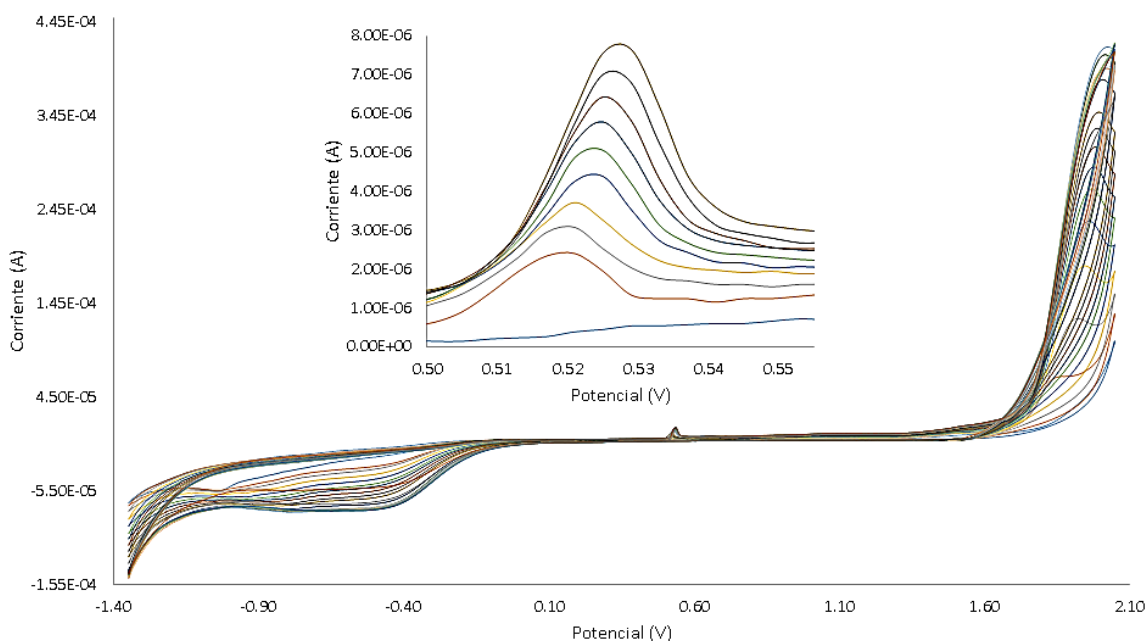 4.45E-04
3.45E-04
2.45E-04
1.45E-04
4.50E-05
-5.50E-05
-1.55E-04
Corriente (A)
-1.40
-0.90
-0.40
0.10
0.60
1.10
1.60
2.10
Potencial (V)
8.00E-06
7.00E-06
6.00E-06
5.00E-06
4.00E-06
3.00E-06
2.00E-06
1.00E-06
0.00E+00
Corriente (A)
0.50
0.51
0.52
0.53
0.54
0.55
Potencial (V)